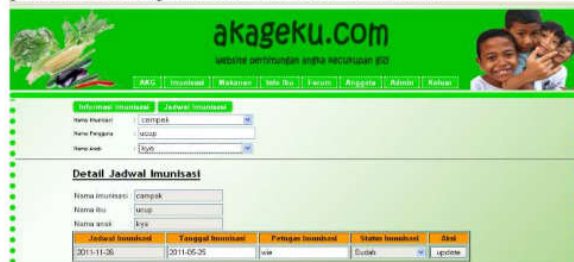 akageku.com
website perhitungan angka kecukupan gizi
AKG Imunisasi Makanan Info Ibu Forum Anggota Admin Keluar
Informasi Imunisasi Jadwal Imunisasi
Nama Imunisasi : campak
Nama Pengguna : ucup
Nama Anak : kya
Detail Jadwal Imunisasi
Nama imunisasi : campak
Nama ibu : ucup
Nama anak : kya
Jadwal Imunisasi Tanggal Imunisasi Petugas Imunisasi Status Imunisasi Aksi
2011-11-26 2011-05-25 wie Sudah update